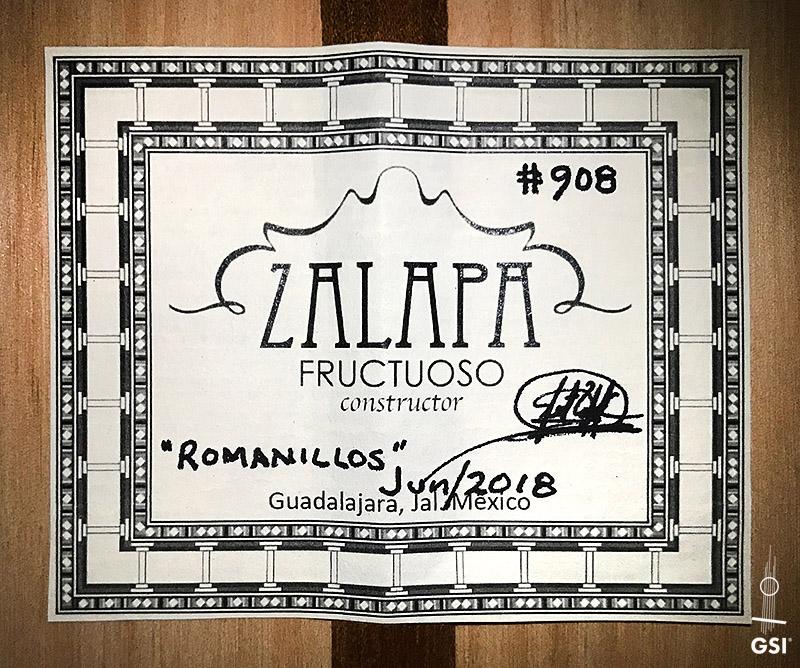 #908
ZALAPA
FRUCTUOSO
constructor
"ROMANILLOS"
Jun/2018
Guadalajara, Jal. México
GSI